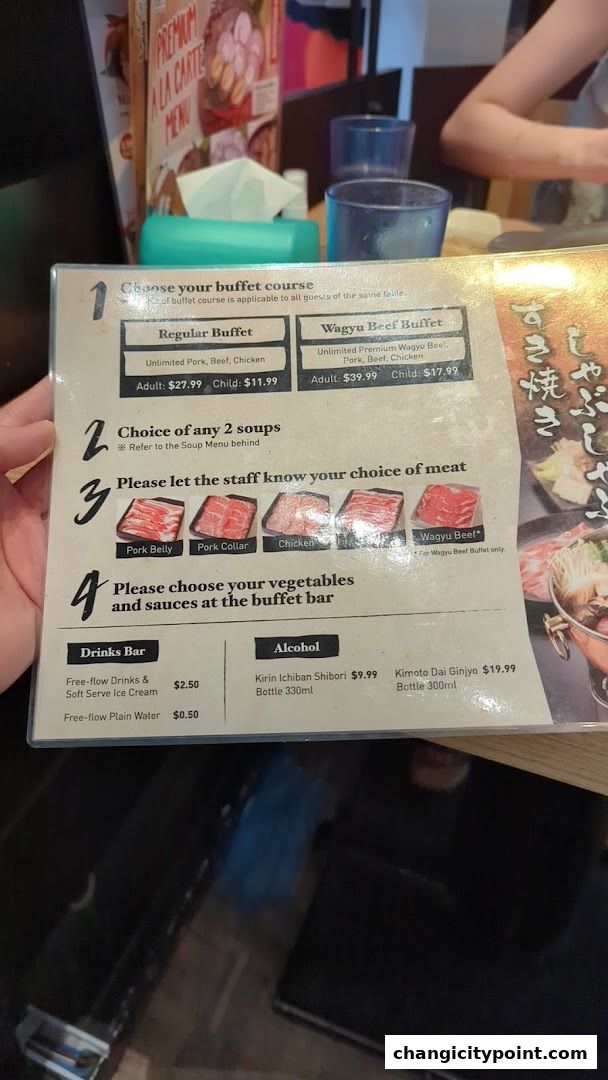 PREMIUM
A LA CARTE
MENU
1 Choose your buffet course
of buffet course is applicable to all guests of the same table.
Regular Buffet
Unlimited Pork, Beef, Chicken
Adult: $27.99 Child: $11.99
Wagyu Beef Buffet
Unlimited Premium Wagyu Beef,
Pork, Beef, Chicken
Adult: $39.99 Child: $17.99
2 Choice of any 2 soups
※ Refer to the Soup Menu behind
3 Please let the staff know your choice of meat
Pork Belly
Pork Collar
Chicken
Wagyu Beef*
* For Wagyu Beef Buffet only.
4 Please choose your vegetables
and sauces at the buffet bar
Drinks Bar
Free-flow Drinks &
Soft Serve Ice Cream $2.50
Free-flow Plain Water $0.50
Alcohol
Kirin Ichiban Shibori $9.99
Bottle 330ml
Kimoto Dai Ginjyo $19.99
Bottle 300ml
しゃぶしゃぶ
すき焼き
changicitypoint.com